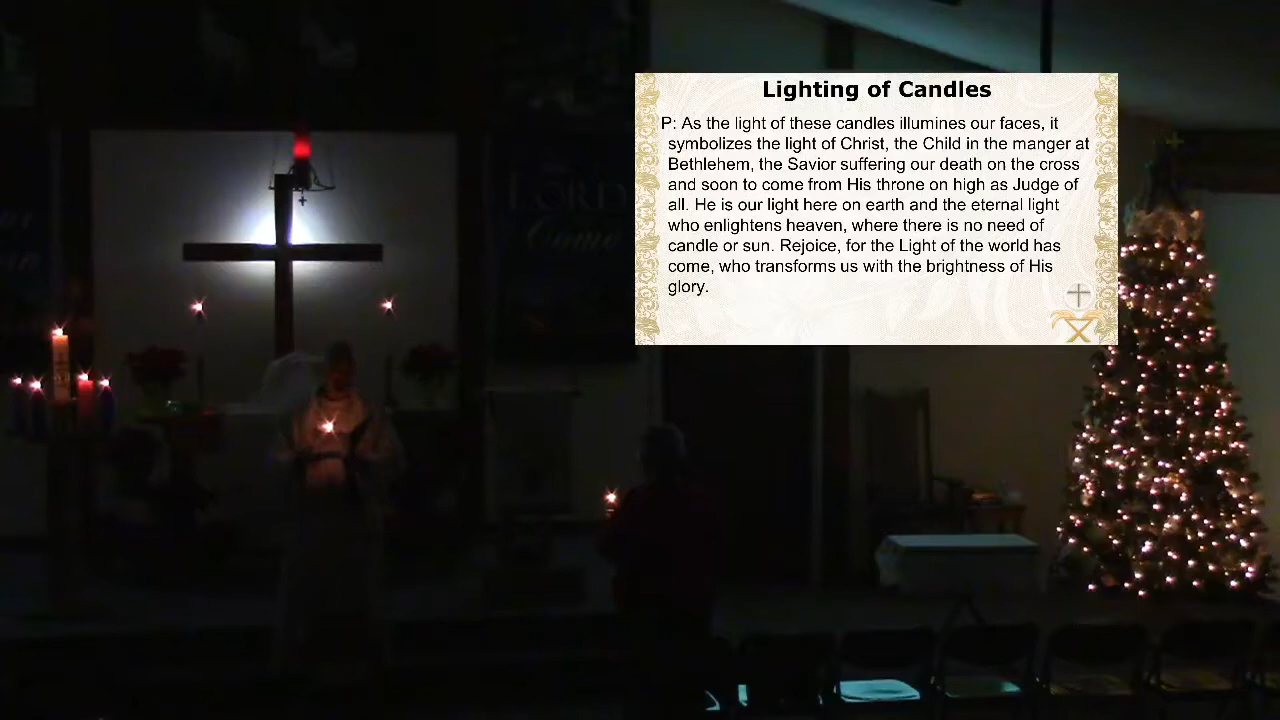 Lighting of Candles
P: As the light of these candles illumines our faces, it
symbolizes the light of Christ, the Child in the manger at
Bethlehem, the Savior suffering our death on the cross
and soon to come from His throne on high as Judge of
all. He is our light here on earth and the eternal light
who enlightens heaven, where there is no need of
candle or sun. Rejoice, for the Light of the world has
come, who transforms us with the brightness of His
glory.
LORD
Come